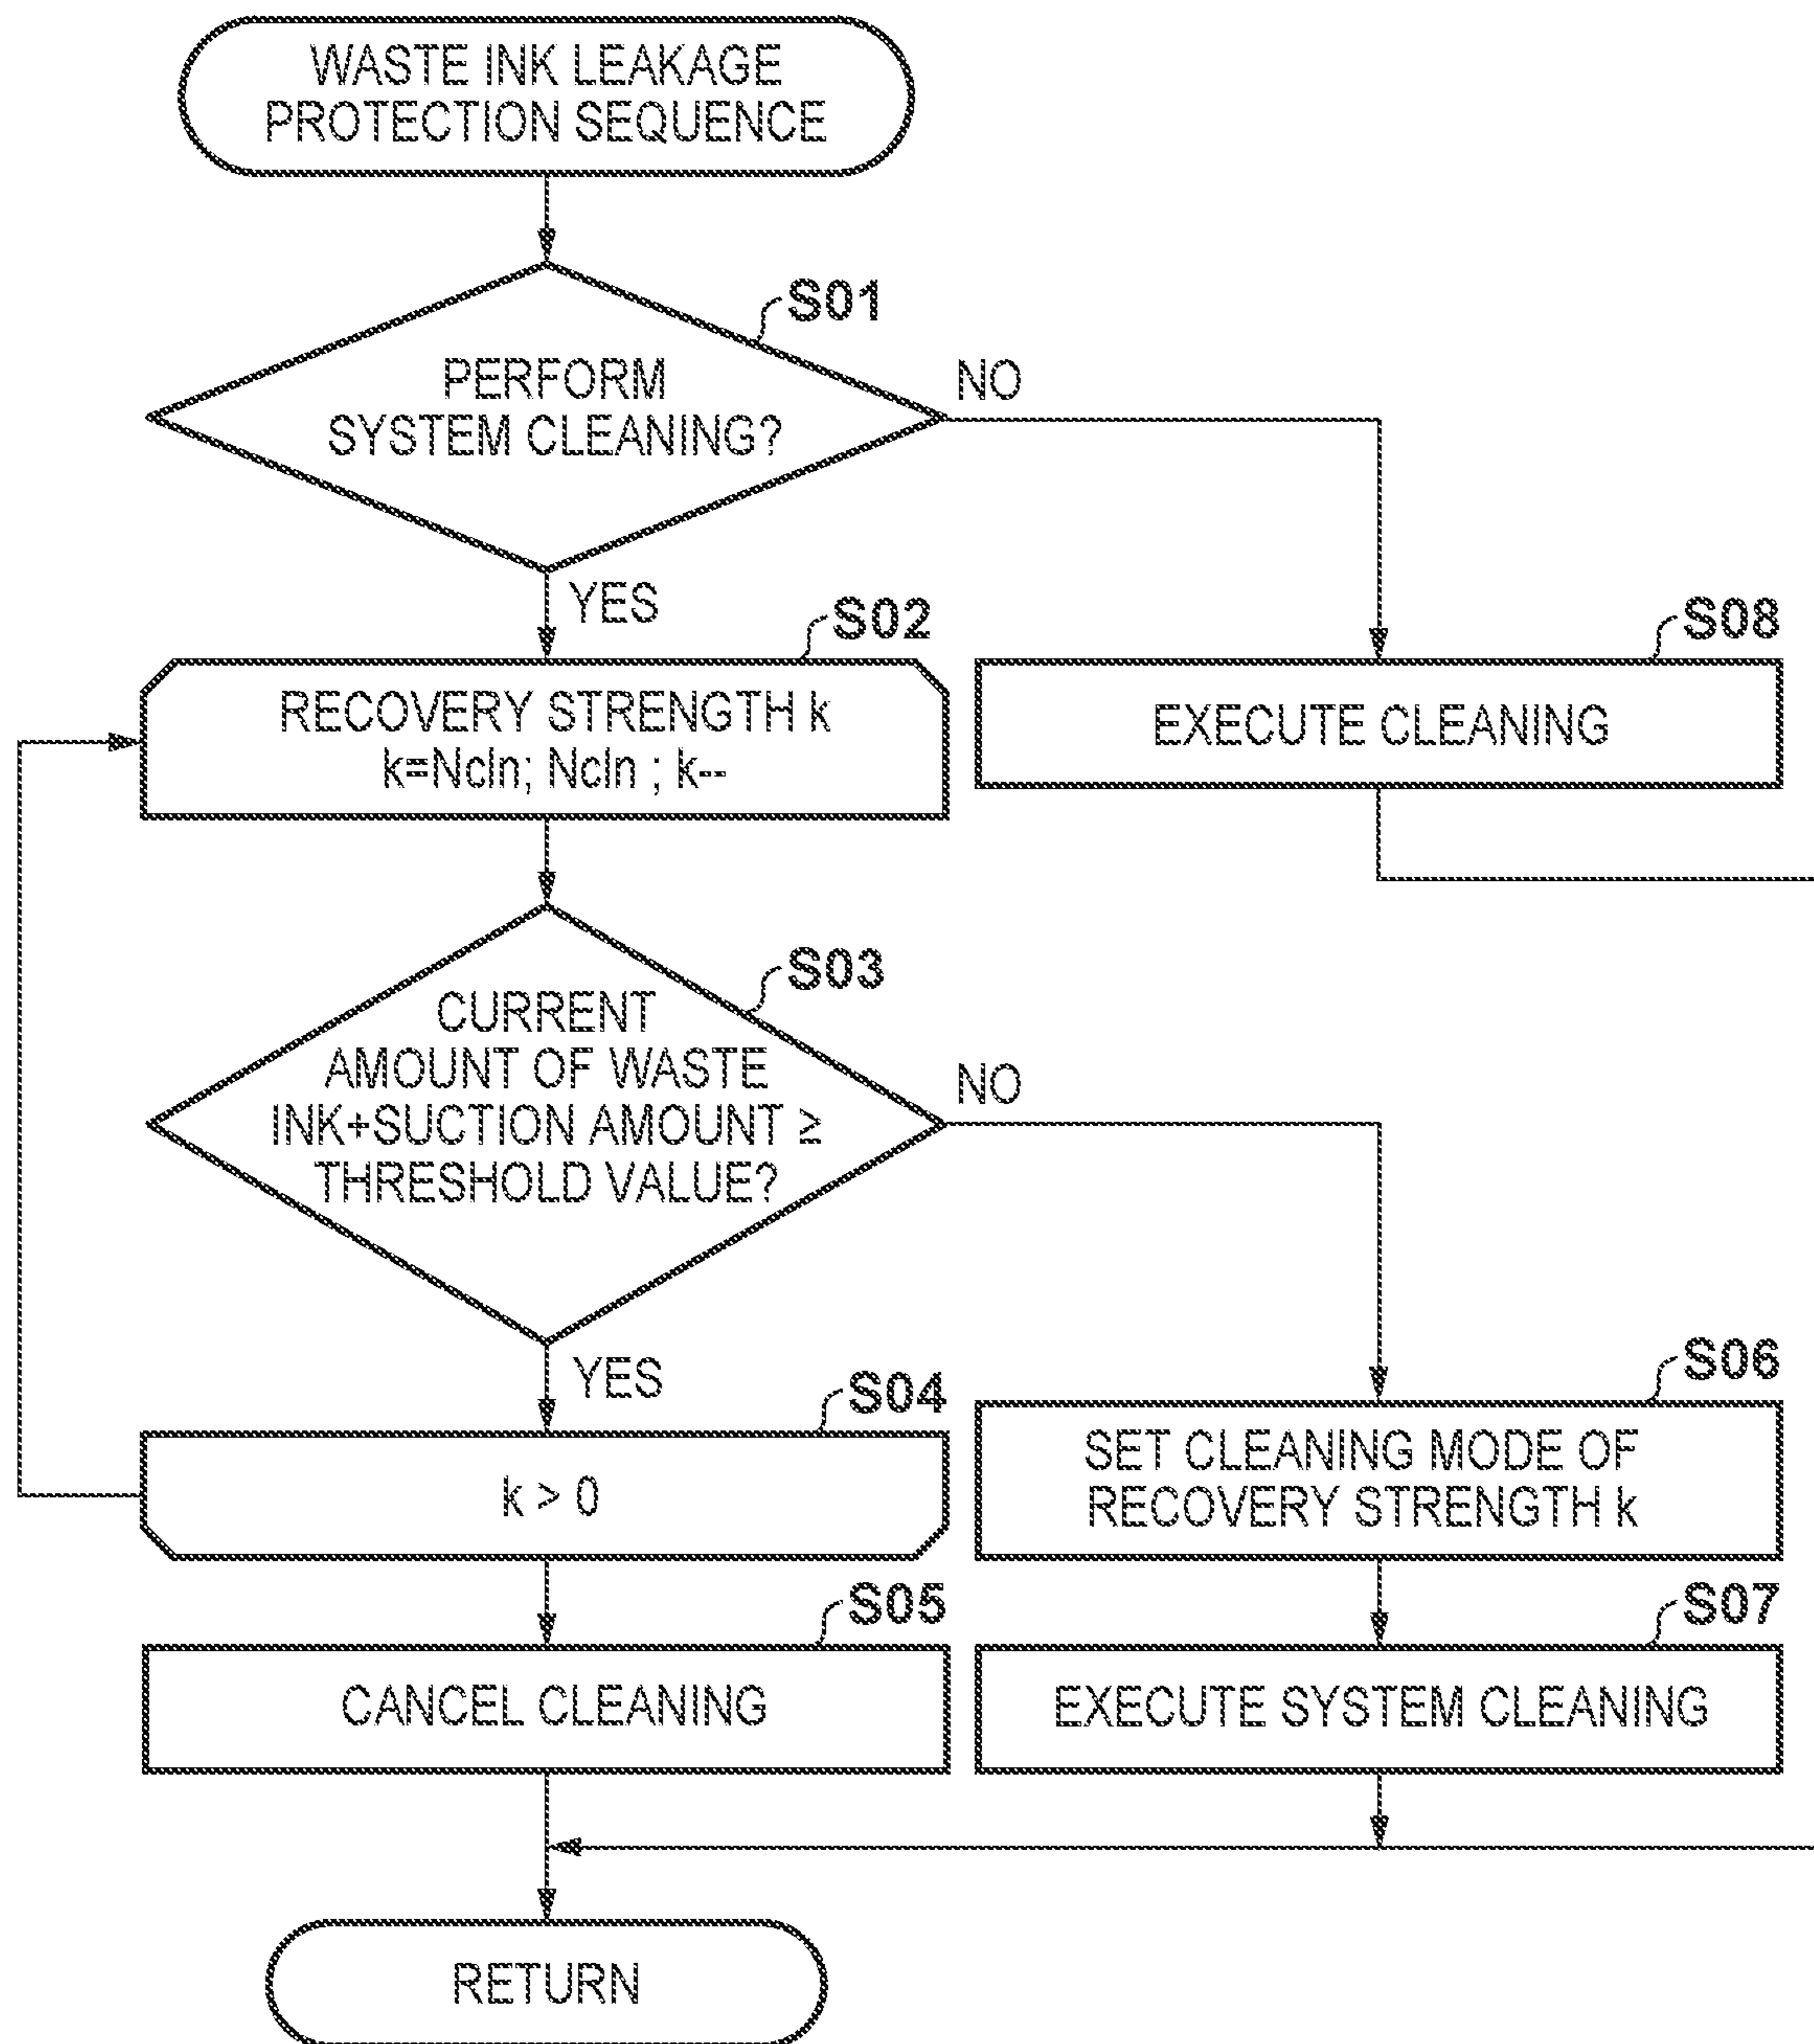 WASTE INK LEAKAGE
PROTECTION SEQUENCE
S01
PERFORM
SYSTEM CLEANING?
NO
YES
S02
RECOVERY STRENGTH k
k=Ncln; Ncln ; k--
S08
EXECUTE CLEANING
S03
CURRENT
AMOUNT OF WASTE
INK+SUCTION AMOUNT ≥
THRESHOLD VALUE?
NO
YES
S04
k > 0
S06
SET CLEANING MODE OF
RECOVERY STRENGTH k
S05
CANCEL CLEANING
S07
EXECUTE SYSTEM CLEANING
RETURN